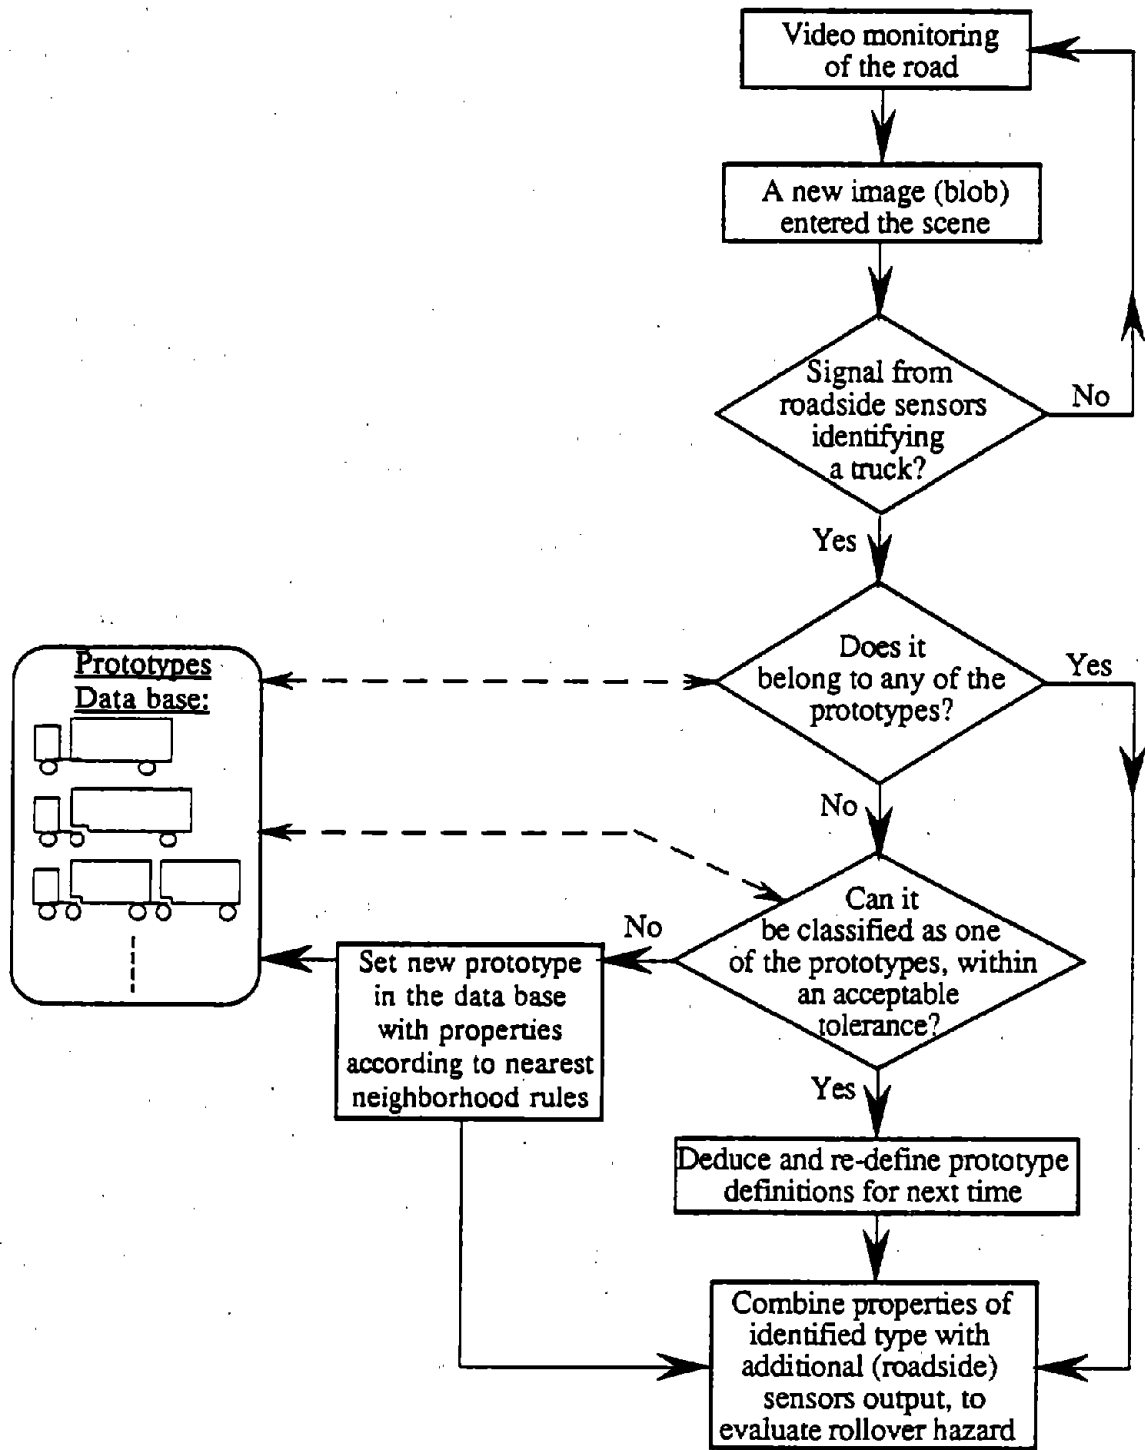 Video monitoring
of the road
A new image (blob)
entered the scene
Signal from
roadside sensors
identifying
a truck?
No
Yes
Does it
belong to any of the
prototypes?
Yes
No
Prototypes
Data base:
Can it
be classified as one
of the prototypes, within
an acceptable
tolerance?
No
Set new prototype
in the data base
with properties
according to nearest
neighborhood rules
Yes
Deduce and re-define prototype
definitions for next time
Combine properties of
identified type with
additional (roadside)
sensors output, to
evaluate rollover hazard